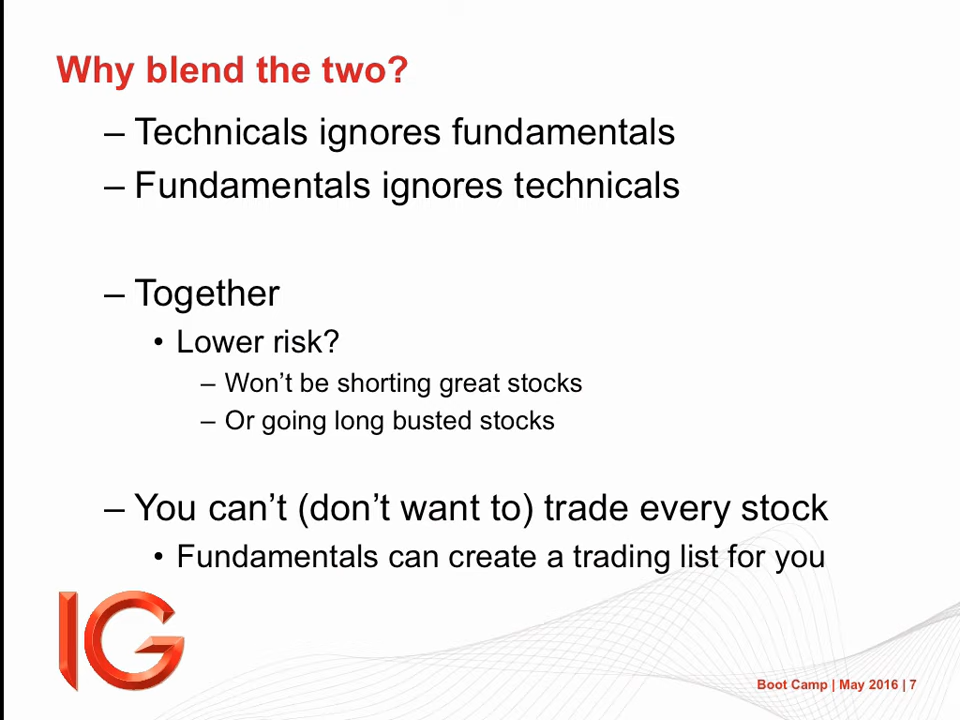 Why blend the two?
– Technicals ignores fundamentals
– Fundamentals ignores technicals
– Together
• Lower risk?
– Won’t be shorting great stocks
– Or going long busted stocks
– You can’t (don’t want to) trade every stock
• Fundamentals can create a trading list for you
IG
Boot Camp | May 2016 | 7